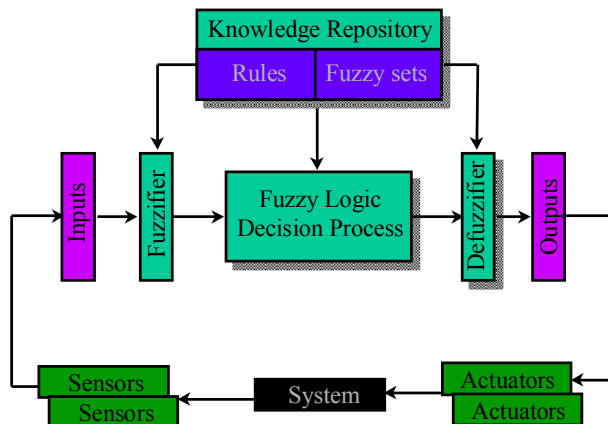 Knowledge Repository
Rules
Fuzzy sets
Inputs
Fuzzifier
Fuzzy Logic
Decision Process
Defuzzifier
Outputs
Sensors
Sensors
System
Actuators
Actuators